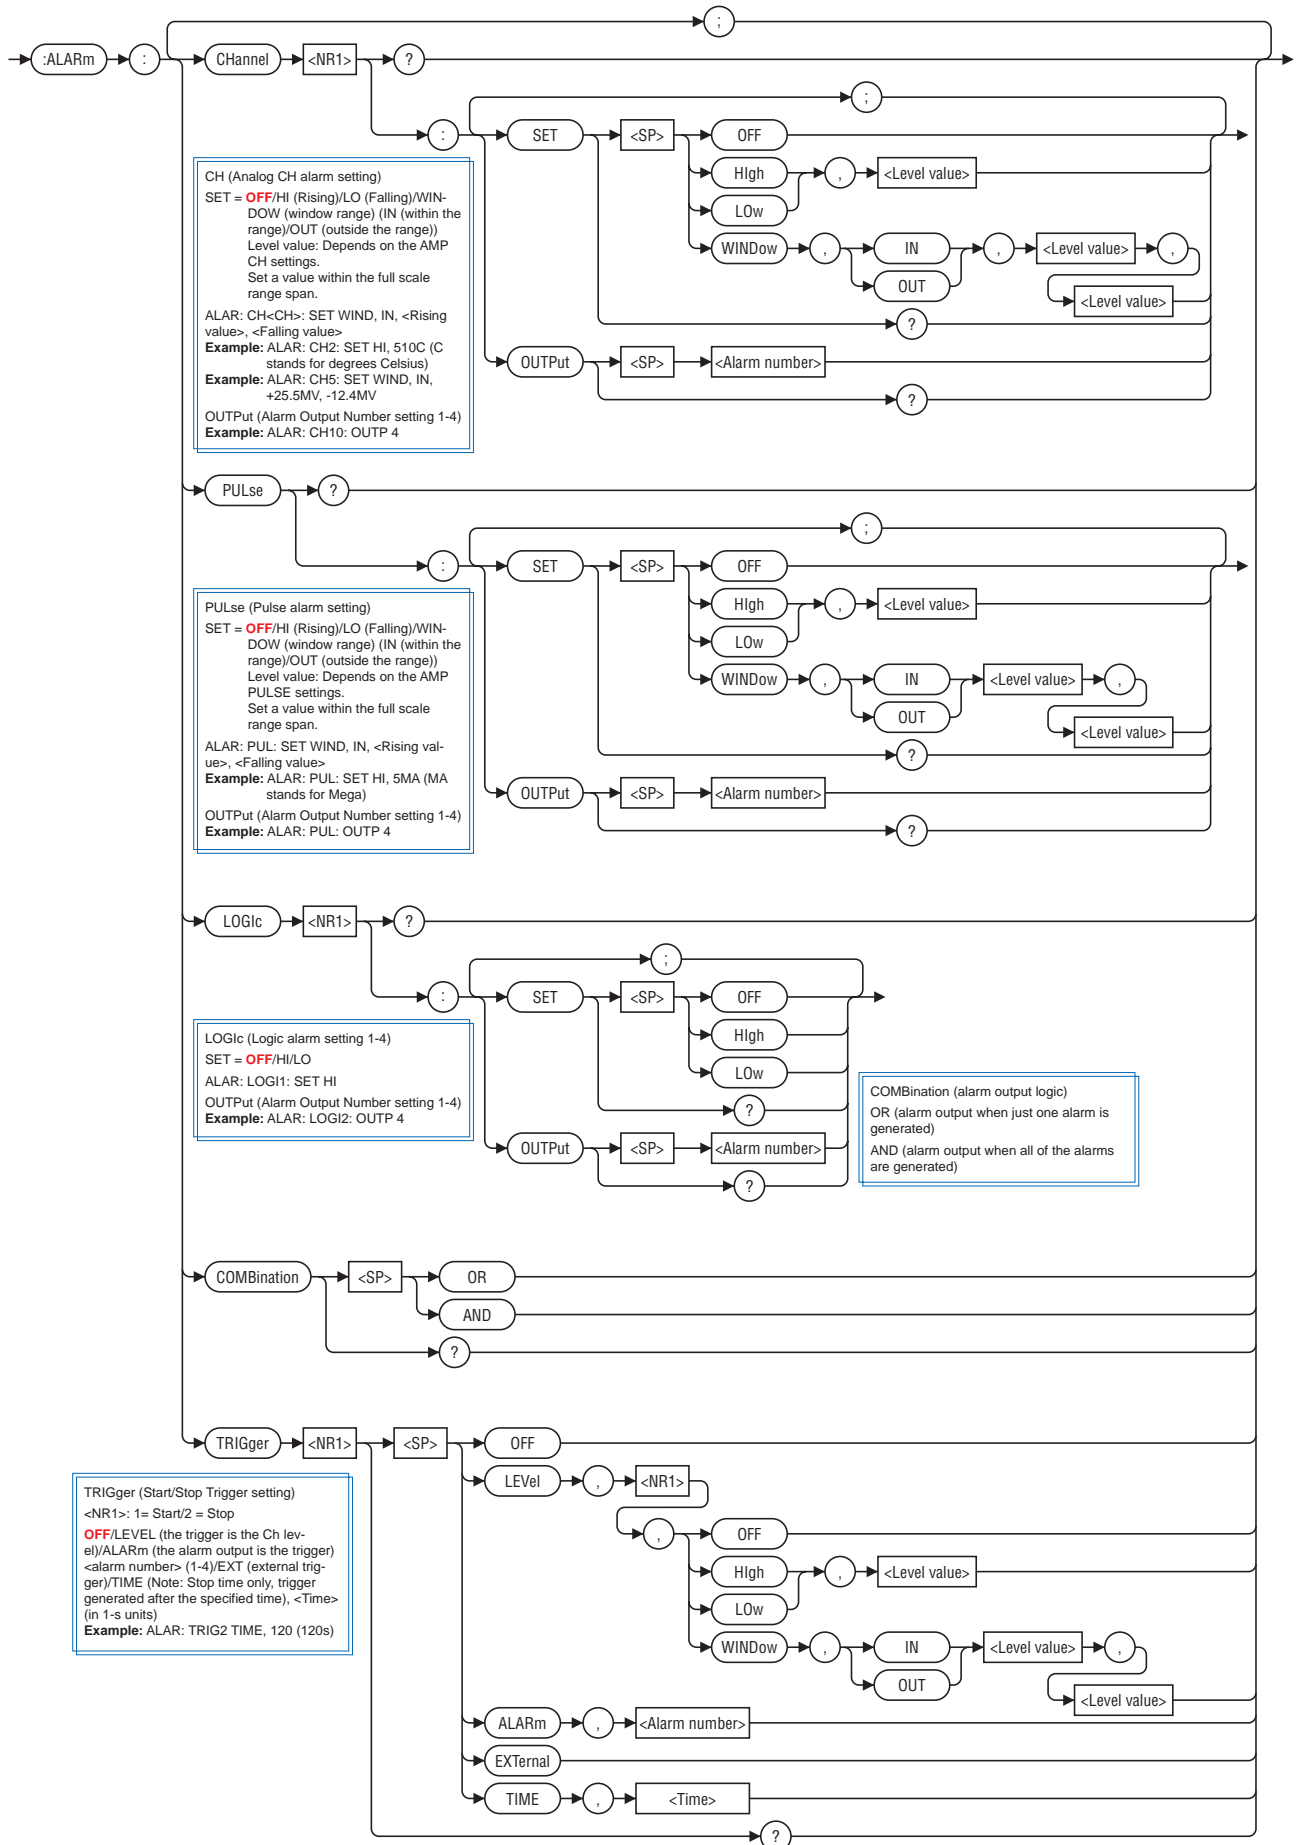 ;
:ALARm : CHannel <NR1> ?
;
: SET <SP> OFF
HIgh , <Level value>
LOw
WINDow , IN , <Level value> ,
OUT <Level value>
?
OUTPut <SP> <Alarm number>
?
CH (Analog CH alarm setting)
SET = OFF/HI (Rising)/LO (Falling)/WIN-
DOW (window range) (IN (within the
range)/OUT (outside the range))
Level value: Depends on the AMP
CH settings.
Set a value within the full scale
range span.
ALAR: CH<CH>: SET WIND, IN, <Rising
value>, <Falling value>
Example: ALAR: CH2: SET HI, 510C (C
stands for degrees Celsius)
Example: ALAR: CH5: SET WIND, IN,
+25.5MV, -12.4MV
OUTPut (Alarm Output Number setting 1-4)
Example: ALAR: CH10: OUTP 4
PULse ?
;
: SET <SP> OFF
HIgh , <Level value>
LOw
WINDow , IN <Level value> ,
OUT <Level value>
?
OUTPut <SP> <Alarm number>
?
PULse (Pulse alarm setting)
SET = OFF/HI (Rising)/LO (Falling)/WIN-
DOW (window range) (IN (within the
range)/OUT (outside the range))
Level value: Depends on the AMP
PULSE settings.
Set a value within the full scale
range span.
ALAR: PUL: SET WIND, IN, <Rising val-
ue>, <Falling value>
Example: ALAR: PUL: SET HI, 5MA (MA
stands for Mega)
OUTPut (Alarm Output Number setting 1-4)
Example: ALAR: PUL: OUTP 4
LOGIc <NR1> ?
;
: SET <SP> OFF
HIgh
LOw
?
OUTPut <SP> <Alarm number>
?
LOGIc (Logic alarm setting 1-4)
SET = OFF/HI/LO
ALAR: LOGI1: SET HI
OUTPut (Alarm Output Number setting 1-4)
Example: ALAR: LOGI2: OUTP 4
COMBination (alarm output logic)
OR (alarm output when just one alarm is
generated)
AND (alarm output when all of the alarms
are generated)
COMBination <SP> OR
AND
?
TRIGger <NR1> <SP> OFF
LEVel , <NR1>
, OFF
HIgh , <Level value>
LOw
WINDow , IN <Level value> ,
OUT <Level value>
ALARm , <Alarm number>
EXTernal
TIME , <Time>
?
TRIGger (Start/Stop Trigger setting)
<NR1>: 1= Start/2 = Stop
OFF/LEVEL (the trigger is the Ch lev-
el)/ALARm (the alarm output is the trigger)
<alarm number> (1-4)/EXT (external trig-
ger)/TIME (Note: Stop time only, trigger
generated after the specified time), <Time>
(in 1-s units)
Example: ALAR: TRIG2 TIME, 120 (120s)